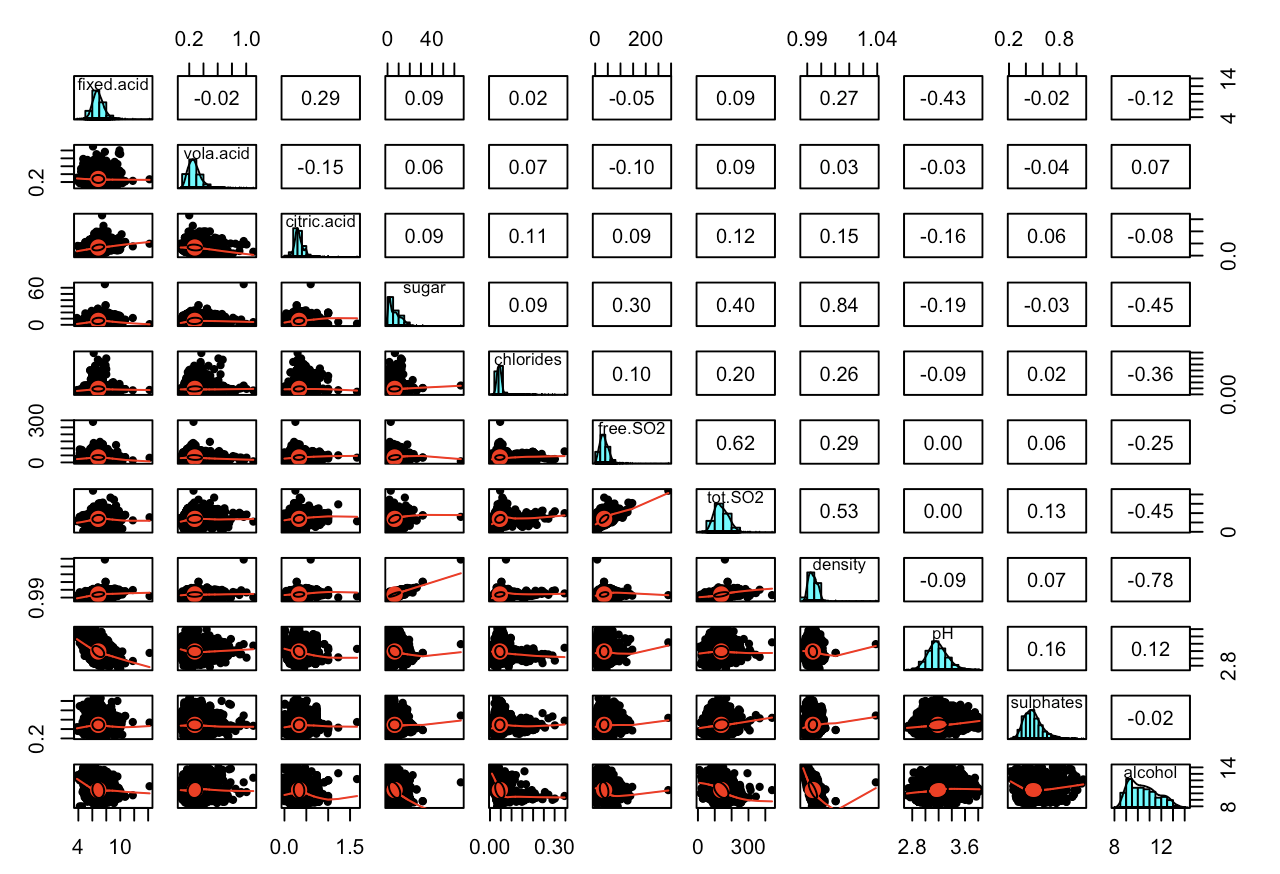 0.2 1.0 0 40 0 200 0.99 1.04 0.2 0.8
fixed.acid -0.02 0.29 0.09 0.02 -0.05 0.09 0.27 -0.43 -0.02 -0.12 4 14
0.2 vola.acid -0.15 0.06 0.07 -0.10 0.09 0.03 -0.03 -0.04 0.07
citric.acid 0.09 0.11 0.09 0.12 0.15 -0.16 0.06 -0.08 0.0
0 60 sugar 0.09 0.30 0.40 0.84 -0.19 -0.03 -0.45
chlorides 0.10 0.20 0.26 -0.09 0.02 -0.36 0.00
0 300 free.SO2 0.62 0.29 0.00 0.06 -0.25
tot.SO2 0.53 0.00 0.13 -0.45 0
0.99 density -0.09 0.07 -0.78
pH 0.16 0.12 2.8
0.2 sulphates -0.02
alcohol 8 14
4 10 0.0 1.5 0.00 0.30 0 300 2.8 3.6 8 12